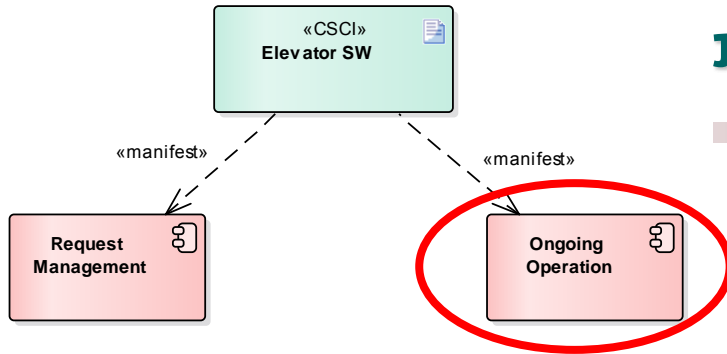 «CSCI»
Elevator SW
«manifest»
«manifest»
Request
Management
Ongoing
Operation